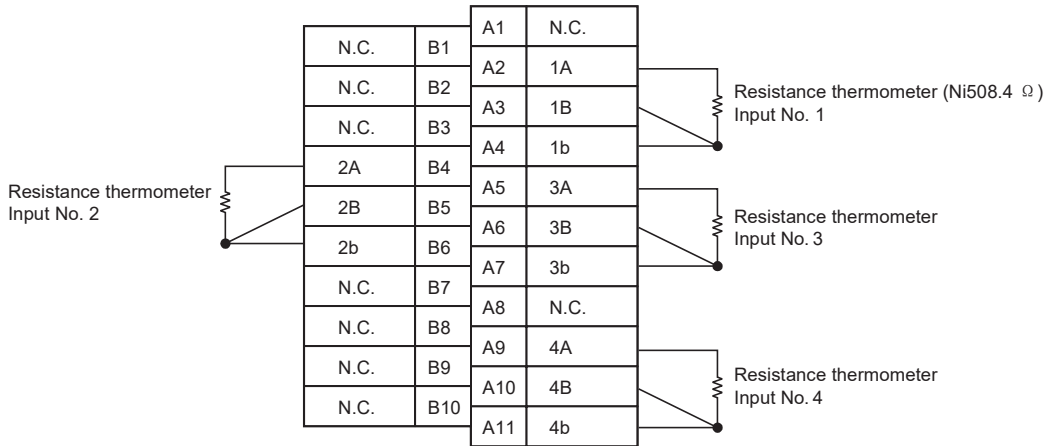 A1 N.C.
N.C. B1
A2 1A
N.C. B2
A3 1B
N.C. B3
A4 1b
2A B4
A5 3A
2B B5
A6 3B
2b B6
A7 3b
N.C. B7
A8 N.C.
N.C. B8
A9 4A
N.C. B9
A10 4B
N.C. B10
A11 4b
Resistance thermometer (Ni508.4 Ω)
Input No. 1
Resistance thermometer
Input No. 2
Resistance thermometer
Input No. 3
Resistance thermometer
Input No. 4